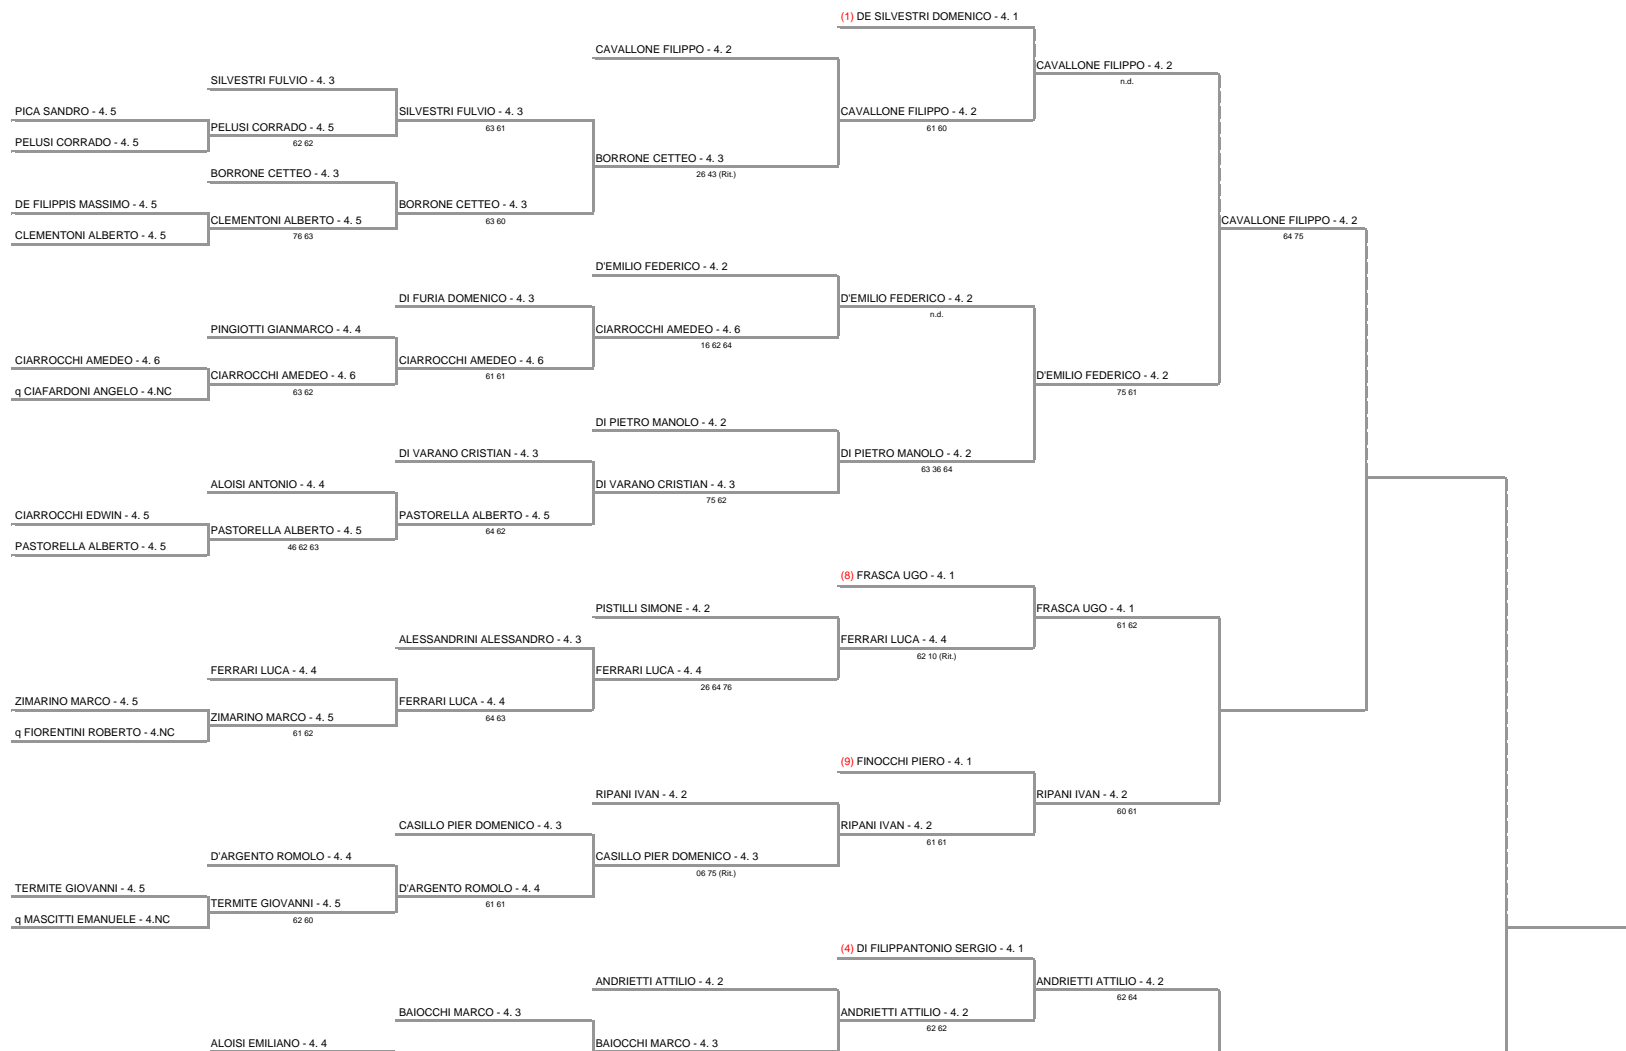 (1) DE SILVESTRI DOMENICO - 4. 1
CAVALLONE FILIPPO - 4. 2
CAVALLONE FILIPPO - 4. 2
n.d.
SILVESTRI FULVIO - 4. 3
PICA SANDRO - 4. 5
SILVESTRI FULVIO - 4. 3
63 61
CAVALLONE FILIPPO - 4. 2
61 60
PELUSI CORRADO - 4. 5
62 62
PELUSI CORRADO - 4. 5
BORRONE CETTEO - 4. 3
26 43 (Rit.)
BORRONE CETTEO - 4. 3
DE FILIPPIS MASSIMO - 4. 5
BORRONE CETTEO - 4. 3
63 60
CLEMENTONI ALBERTO - 4. 5
76 63
CAVALLONE FILIPPO - 4. 2
64 75
CLEMENTONI ALBERTO - 4. 5
D'EMILIO FEDERICO - 4. 2
DI FURIA DOMENICO - 4. 3
D'EMILIO FEDERICO - 4. 2
n.d.
PINGIOTTI GIANMARCO - 4. 4
CIARROCCHI AMEDEO - 4. 6
16 62 64
CIARROCCHI AMEDEO - 4. 6
CIARROCCHI AMEDEO - 4. 6
61 61
CIARROCCHI AMEDEO - 4. 6
63 62
D'EMILIO FEDERICO - 4. 2
75 61
q CIAFARDONI ANGELO - 4.NC
DI PIETRO MANOLO - 4. 2
DI VARANO CRISTIAN - 4. 3
DI PIETRO MANOLO - 4. 2
63 36 64
ALOISI ANTONIO - 4. 4
DI VARANO CRISTIAN - 4. 3
75 62
CIARROCCHI EDWIN - 4. 5
PASTORELLA ALBERTO - 4. 5
64 62
PASTORELLA ALBERTO - 4. 5
46 62 63
PASTORELLA ALBERTO - 4. 5
(8) FRASCA UGO - 4. 1
PISTILLI SIMONE - 4. 2
FRASCA UGO - 4. 1
61 62
ALESSANDRINI ALESSANDRO - 4. 3
FERRARI LUCA - 4. 4
62 10 (Rit.)
FERRARI LUCA - 4. 4
FERRARI LUCA - 4. 4
26 64 76
ZIMARINO MARCO - 4. 5
FERRARI LUCA - 4. 4
64 63
ZIMARINO MARCO - 4. 5
61 62
q FIORENTINI ROBERTO - 4.NC
(9) FINOCCHI PIERO - 4. 1
RIPANI IVAN - 4. 2
RIPANI IVAN - 4. 2
60 61
CASILLO PIER DOMENICO - 4. 3
RIPANI IVAN - 4. 2
61 61
D'ARGENTO ROMOLO - 4. 4
CASILLO PIER DOMENICO - 4. 3
06 75 (Rit.)
TERMITE GIOVANNI - 4. 5
D'ARGENTO ROMOLO - 4. 4
61 61
TERMITE GIOVANNI - 4. 5
62 60
q MASCITTI EMANUELE - 4.NC
(4) DI FILIPPANTONIO SERGIO - 4. 1
ANDRIETTI ATTILIO - 4. 2
ANDRIETTI ATTILIO - 4. 2
62 64
BAIOCCHI MARCO - 4. 3
ANDRIETTI ATTILIO - 4. 2
62 62
ALOISI EMILIANO - 4. 4
BAIOCCHI MARCO - 4. 3